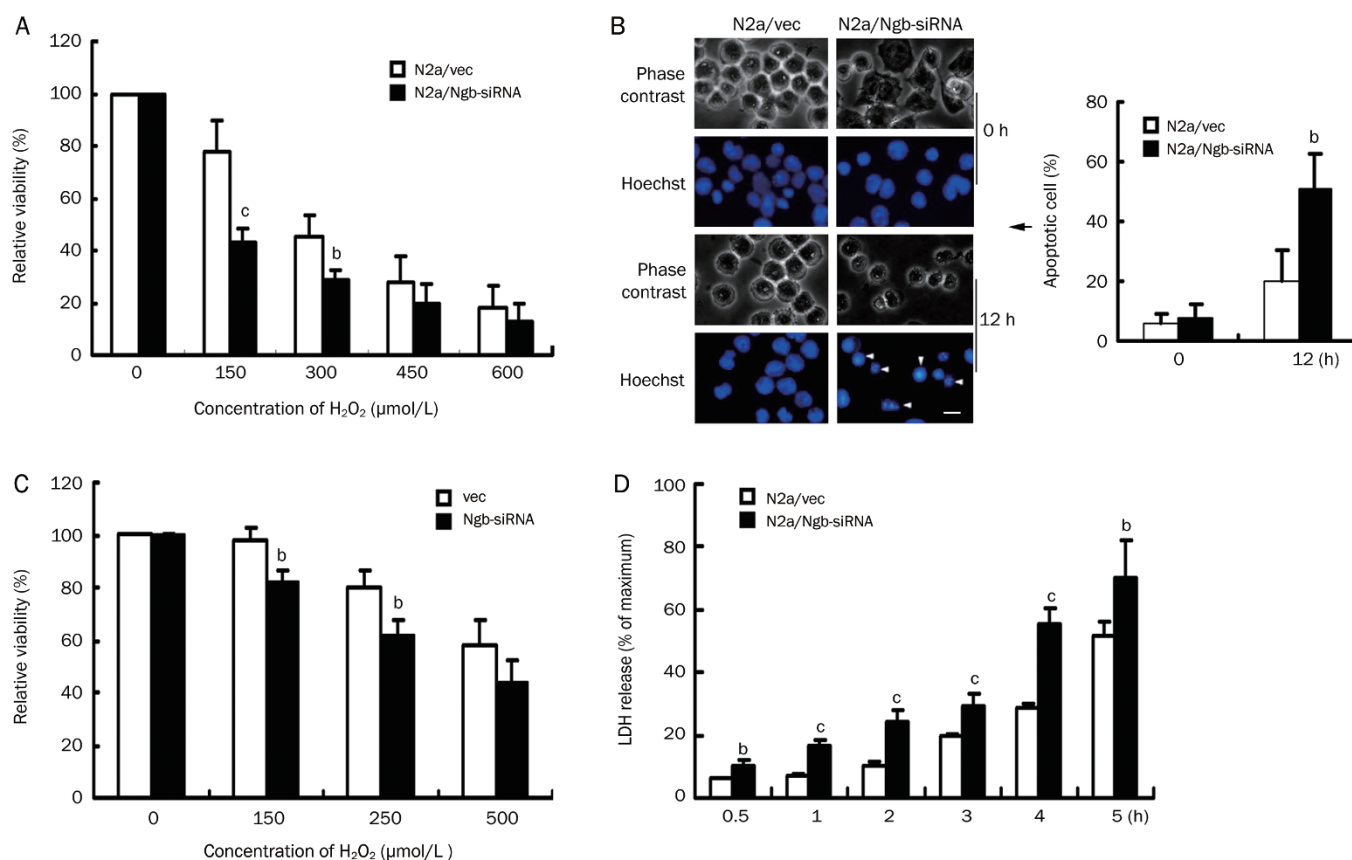 A
120
100
80
60
40
20
0
Relative viability (%)
N2a/vec
N2a/Ngb-siRNA
c
b
0 150 300 450 600
Concentration of H₂O₂ (μmol/L)
B
N2a/vec N2a/Ngb-siRNA
Phase contrast
Hoechst
0 h
Phase contrast
Hoechst
12 h
80
60
40
20
0
Apoptotic cell (%)
N2a/vec
N2a/Ngb-siRNA
b
0 12 (h)
C
120
100
80
60
40
20
0
Relative viability (%)
vec
Ngb-siRNA
b
b
0 150 250 500
Concentration of H₂O₂ (μmol/L )
D
100
80
60
40
20
0
LDH release (% of maximum)
N2a/vec
N2a/Ngb-siRNA
b
c
c
c
c
b
0.5 1 2 3 4 5 (h)